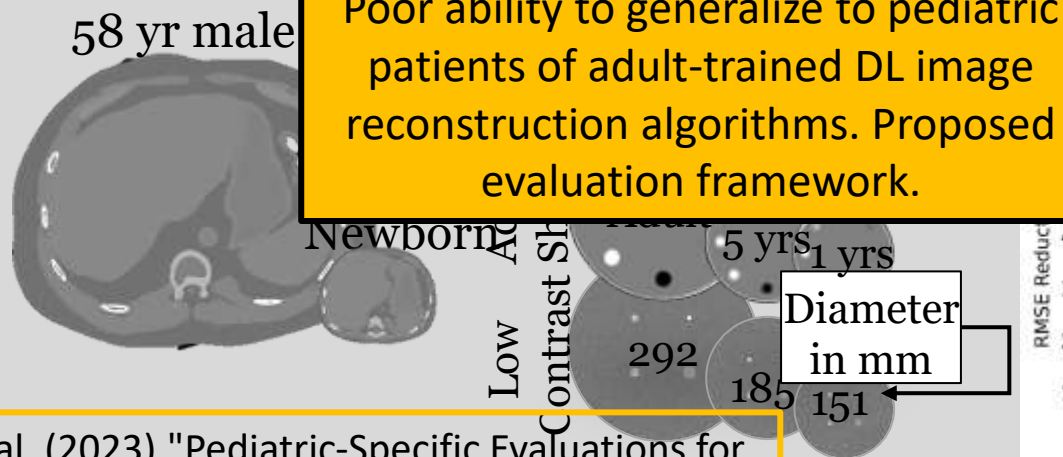 58 yr male
Poor ability to generalize to pediatric
patients of adult-trained DL image
reconstruction algorithms. Proposed
evaluation framework.
Newborn
Adult
5 yrs
1 yrs
Low
Contrast
Diameter
in mm
292
185
151
RMSE
al. (2023) "Pediatric-Specific Evaluations for